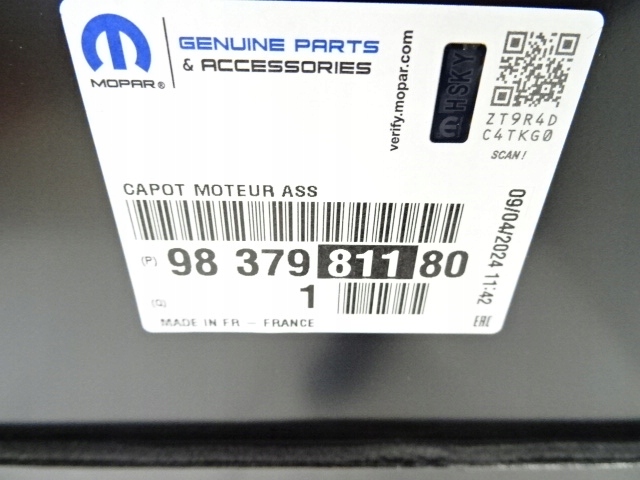 MOPAR®
GENUINE PARTS
& ACCESSORIES
verify.mopar.com
HSKY
ZT9R4D
C4TKG0
SCAN!
CAPOT MOTEUR ASS
(P) 98 379 811 80
(Q) 1
09/04/2024 11:42
MADE IN FR - FRANCE
EAC